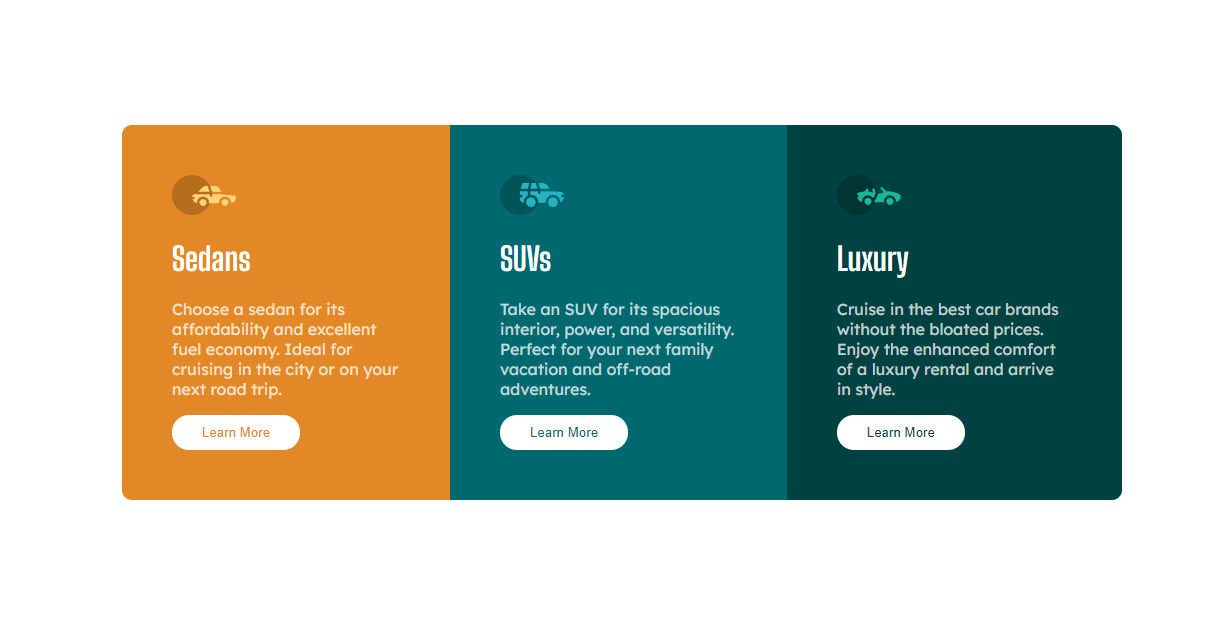 Sedans
Choose a sedan for its
affordability and excellent
fuel economy. Ideal for
cruising in the city or on your
next road trip.
Learn More
SUVs
Take an SUV for its spacious
interior, power, and versatility.
Perfect for your next family
vacation and off-road
adventures.
Learn More
Luxury
Cruise in the best car brands
without the bloated prices.
Enjoy the enhanced comfort
of a luxury rental and arrive
in style.
Learn More